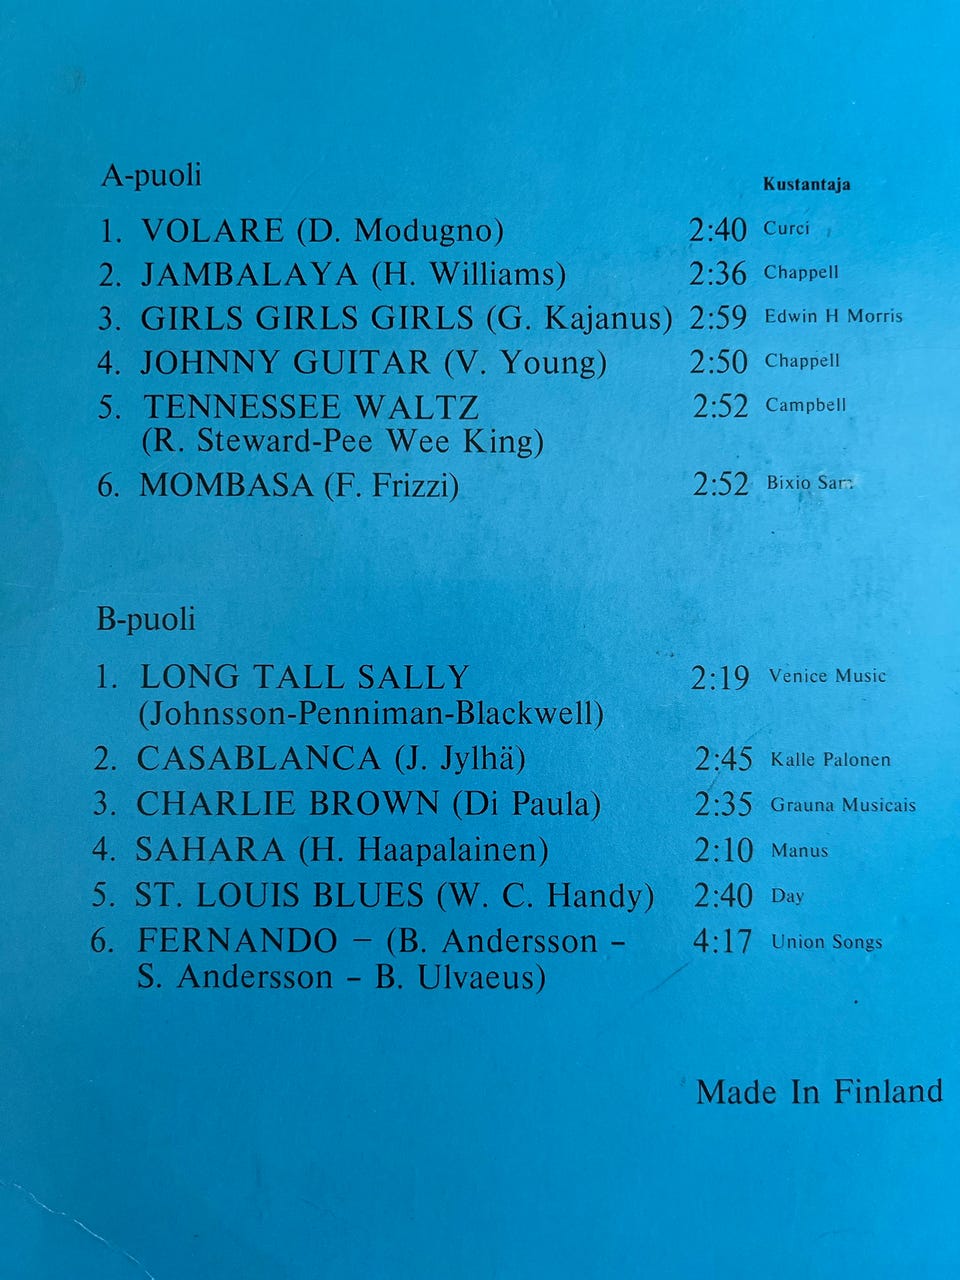 A-puoli
Kustantaja
1. VOLARE (D. Modugno) 2:40 Curci
2. JAMBALAYA (H. Williams) 2:36 Chappell
3. GIRLS GIRLS GIRLS (G. Kajanus) 2:59 Edwin H Morris
4. JOHNNY GUITAR (V. Young) 2:50 Chappell
5. TENNESSEE WALTZ 2:52 Campbell
(R. Steward-Pee Wee King)
6. MOMBASA (F. Frizzi) 2:52 Bixio Sam
B-puoli
1. LONG TALL SALLY 2:19 Venice Music
(Johnsson-Penniman-Blackwell)
2. CASABLANCA (J. Jylhä) 2:45 Kalle Palonen
3. CHARLIE BROWN (Di Paula) 2:35 Grauna Musicais
4. SAHARA (H. Haapalainen) 2:10 Manus
5. ST. LOUIS BLUES (W. C. Handy) 2:40 Day
6. FERNANDO – (B. Andersson – 4:17 Union Songs
S. Andersson – B. Ulvaeus)
Made In Finland